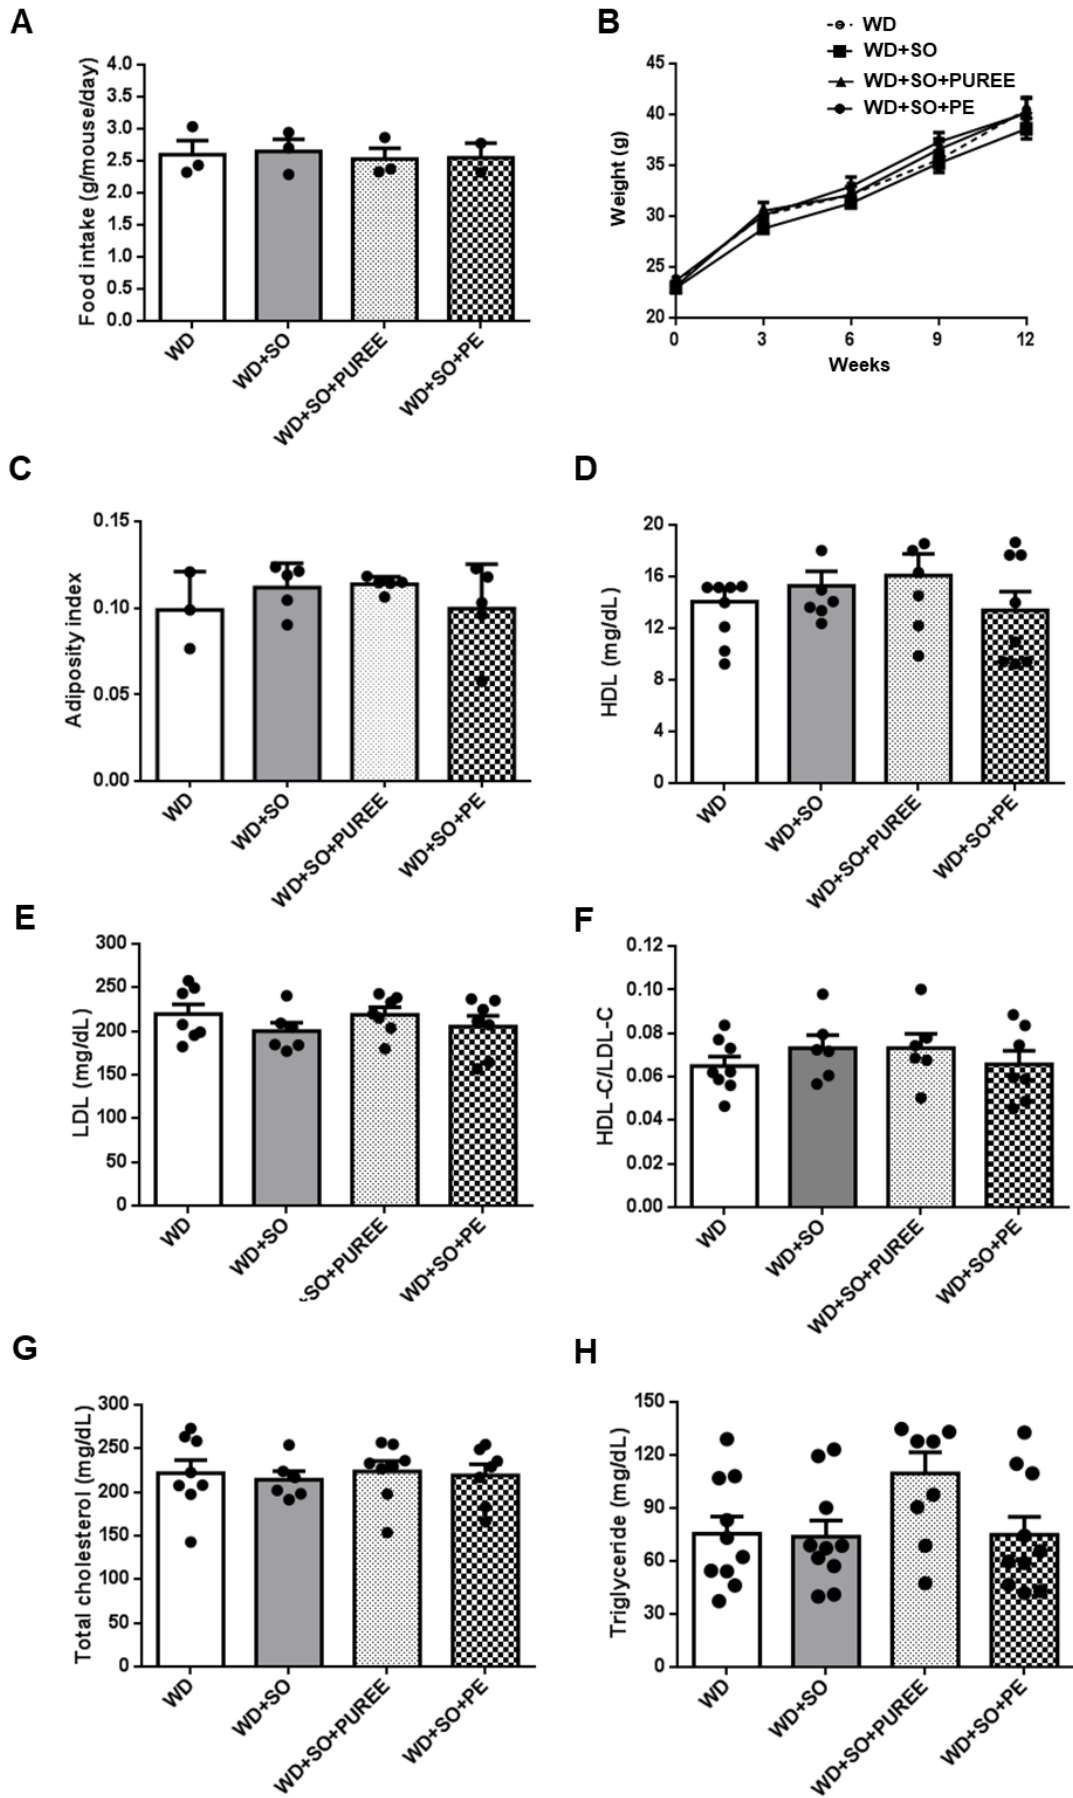 A
Food intake (g/mouse/day)
4.0
3.5
3.0
2.5
2.0
1.5
1.0
0.5
0.0
WD
WD+SO
WD+SO+PUREE
WD+SO+PE
B
WD
WD+SO
WD+SO+PUREE
WD+SO+PE
Weight (g)
45
40
35
30
25
20
0 3 6 9 12
Weeks
C
Adiposity index
0.15
0.10
0.05
0.00
WD
WD+SO
WD+SO+PUREE
WD+SO+PE
D
HDL (mg/dL)
20
16
12
8
4
0
WD
WD+SO
WD+SO+PUREE
WD+SO+PE
E
LDL (mg/dL)
300
250
200
150
100
50
0
WD
WD+SO
+SO+PUREE
WD+SO+PE
F
HDL-C/LDL-C
0.12
0.10
0.08
0.06
0.04
0.02
0.00
WD
WD+SO
WD+SO+PUREE
WD+SO+PE
G
Total cholesterol (mg/dL)
300
250
200
150
100
50
0
WD
WD+SO
WD+SO+PUREE
WD+SO+PE
H
Triglyceride (mg/dL)
150
120
90
60
30
0
WD
WD+SO
WD+SO+PUREE
WD+SO+PE